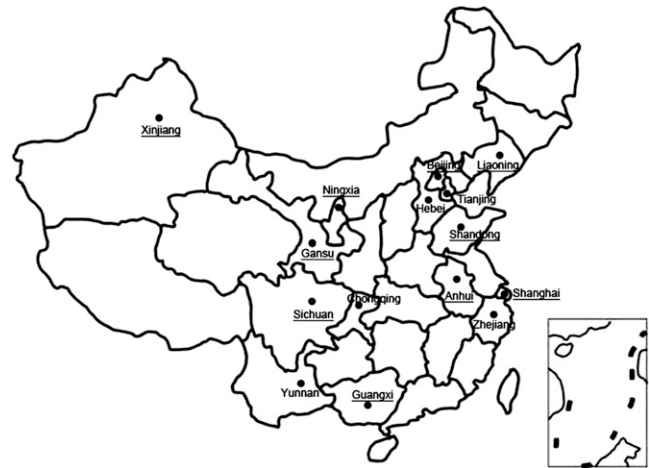 Xinjiang
Beijing
Liaoning
Ningxia
Tianjing
Hebei
Shandong
Gansu
Chongqing
Anhui
Shanghai
Sichuan
Zhejiang
Yunnan
Guangxi